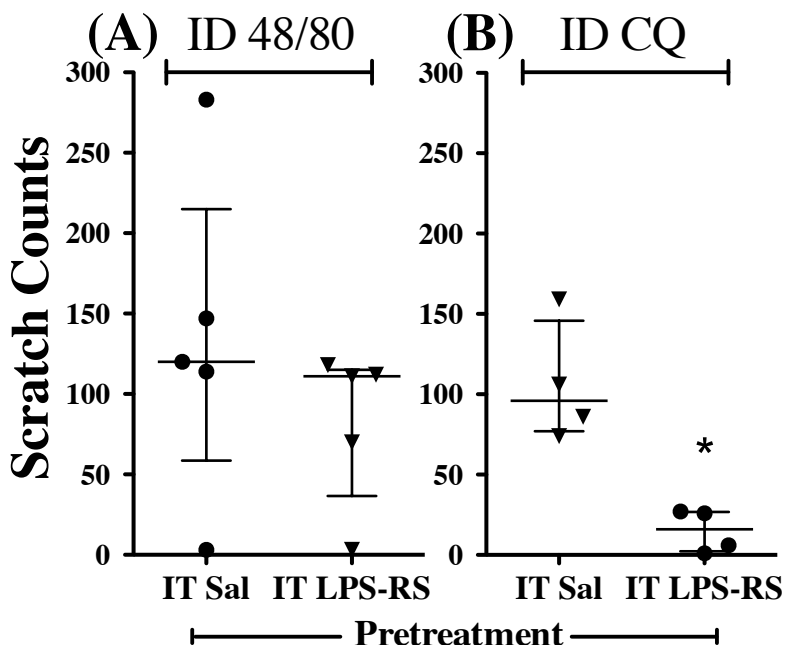 (A) ID 48/80
(B) ID CQ
Scratch Counts
300
250
200
150
100
50
0
300
250
200
150
100
50
0
*
IT Sal IT LPS-RS
IT Sal IT LPS-RS
Pretreatment